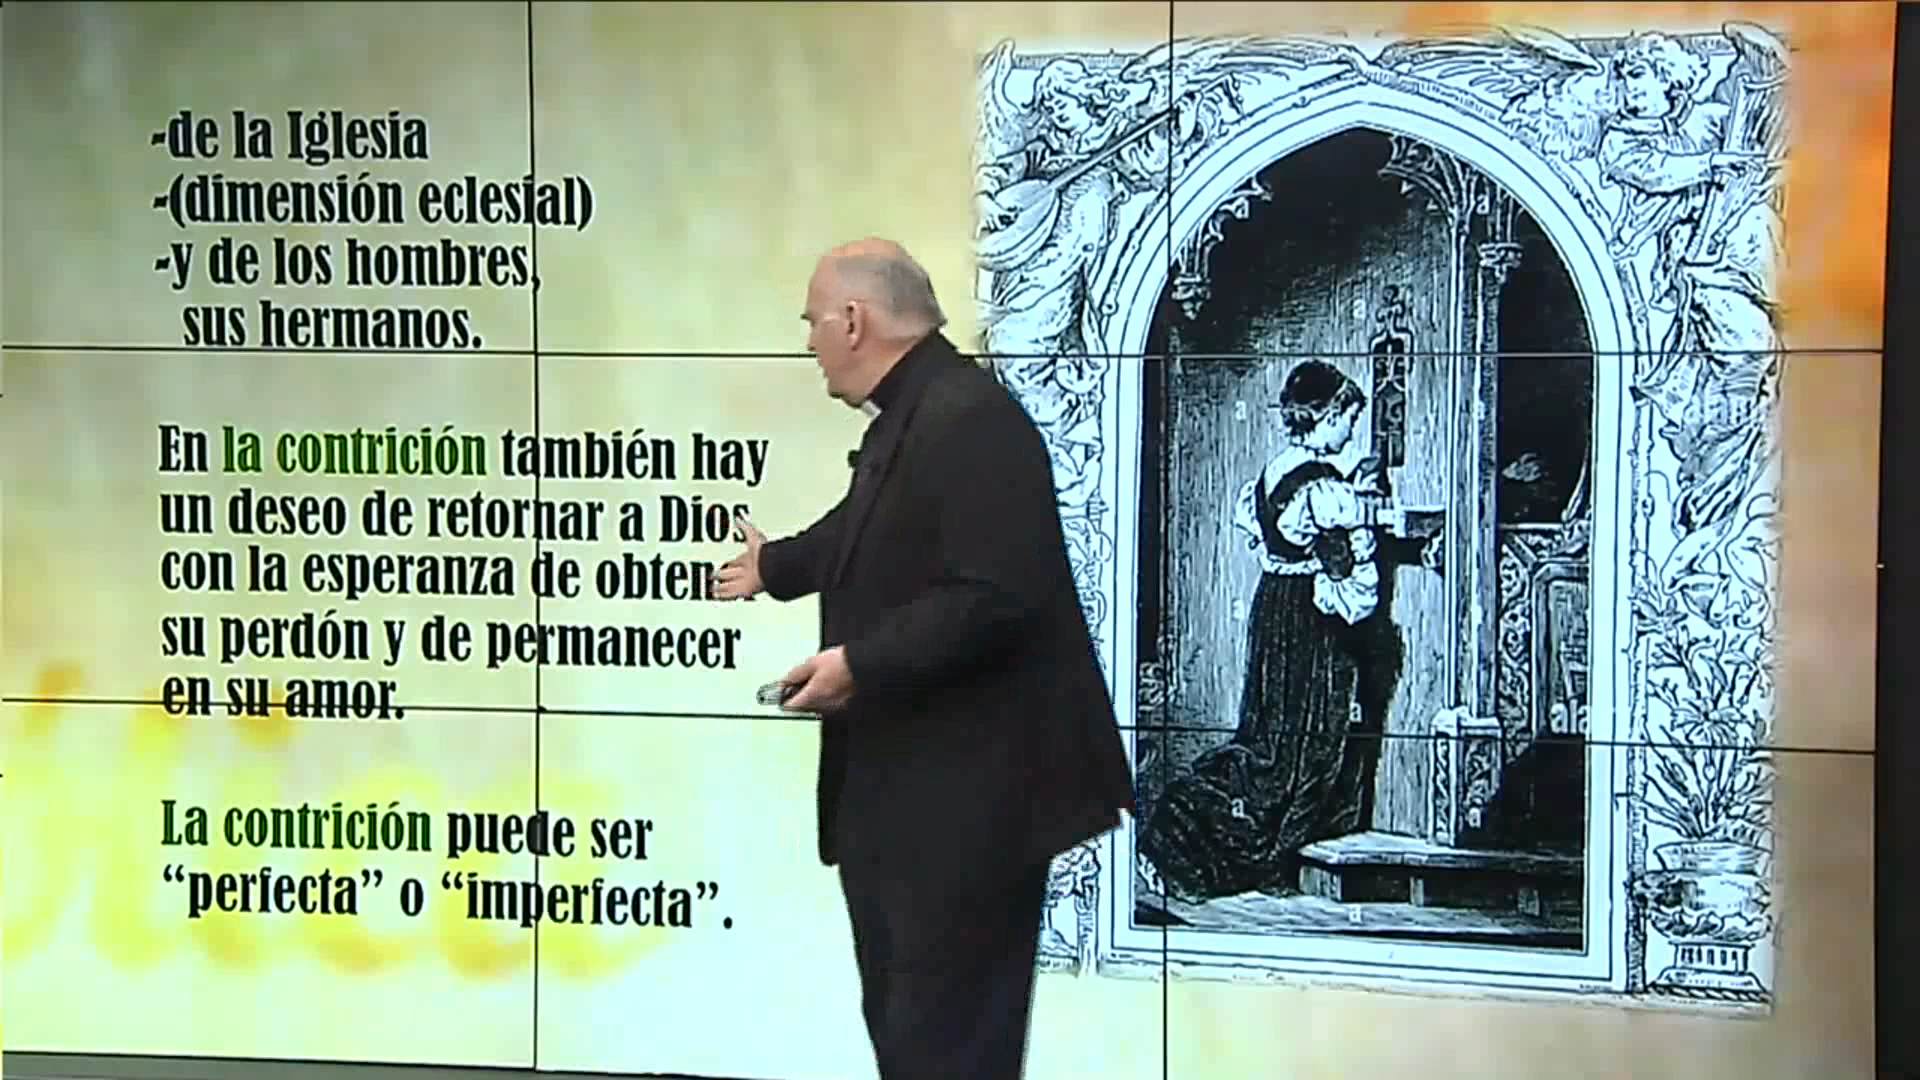 -de la Iglesia
-(dimensión eclesial)
-y de los hombres,
sus hermanos.
En la contrición también hay
un deseo de retornar a Dios
con la esperanza de
su perdón y de permanecer
en su amor.
La contrición puede ser
“perfecta” o “imperfecta”.